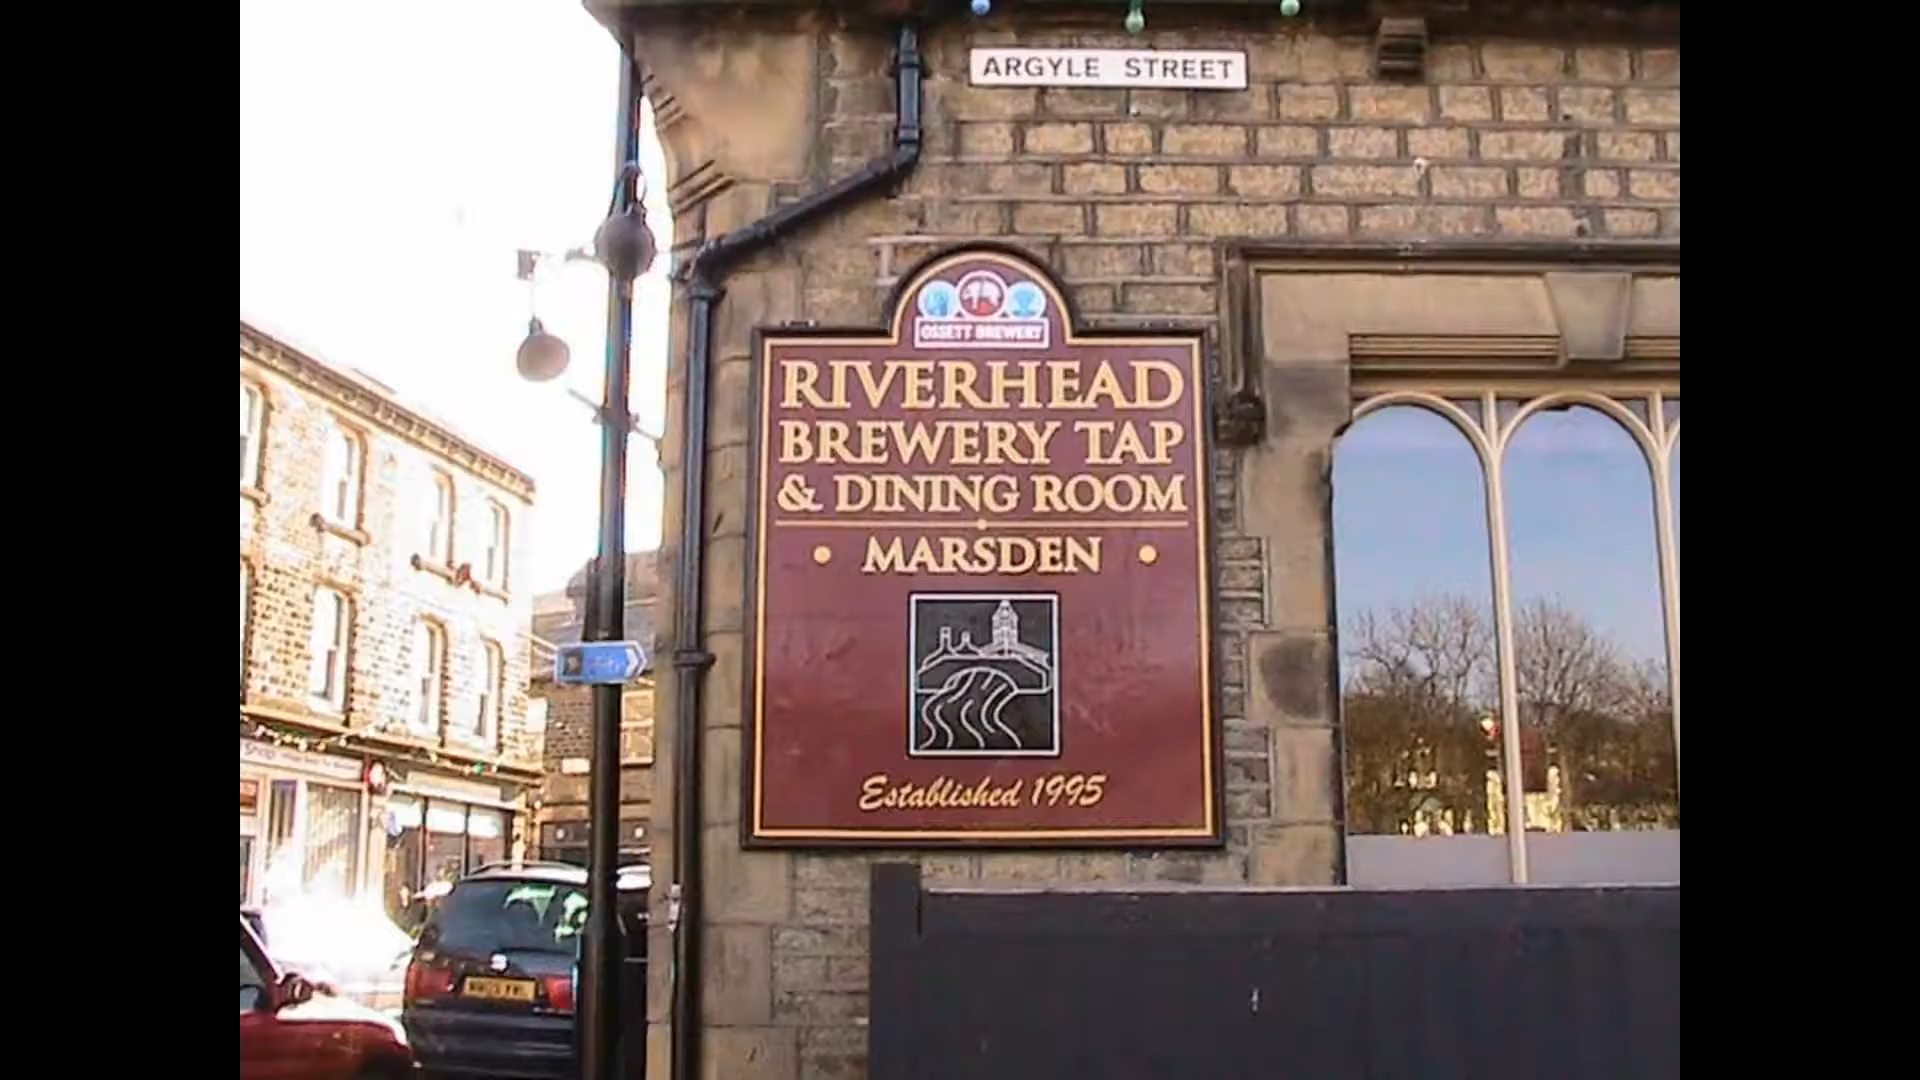 ARGYLE STREET
OSSETT BREWERY
RIVERHEAD
BREWERY TAP
& DINING ROOM
• MARSDEN •
Established 1995